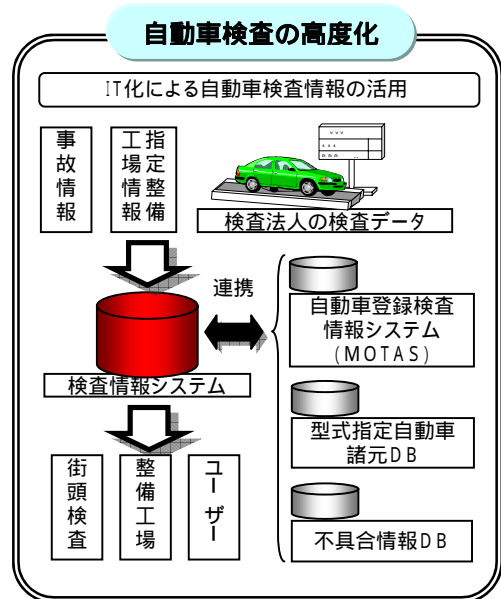 自動車検査の高度化
IT化による自動車検査情報の活用
事故情報
指定整備
工場情報
検査法人の検査データ
連携
検査情報システム
自動車登録検査
情報システム
(MOTAS)
型式指定自動車
諸元DB
不具合情報DB
街頭検査
整備工場
ユーザー